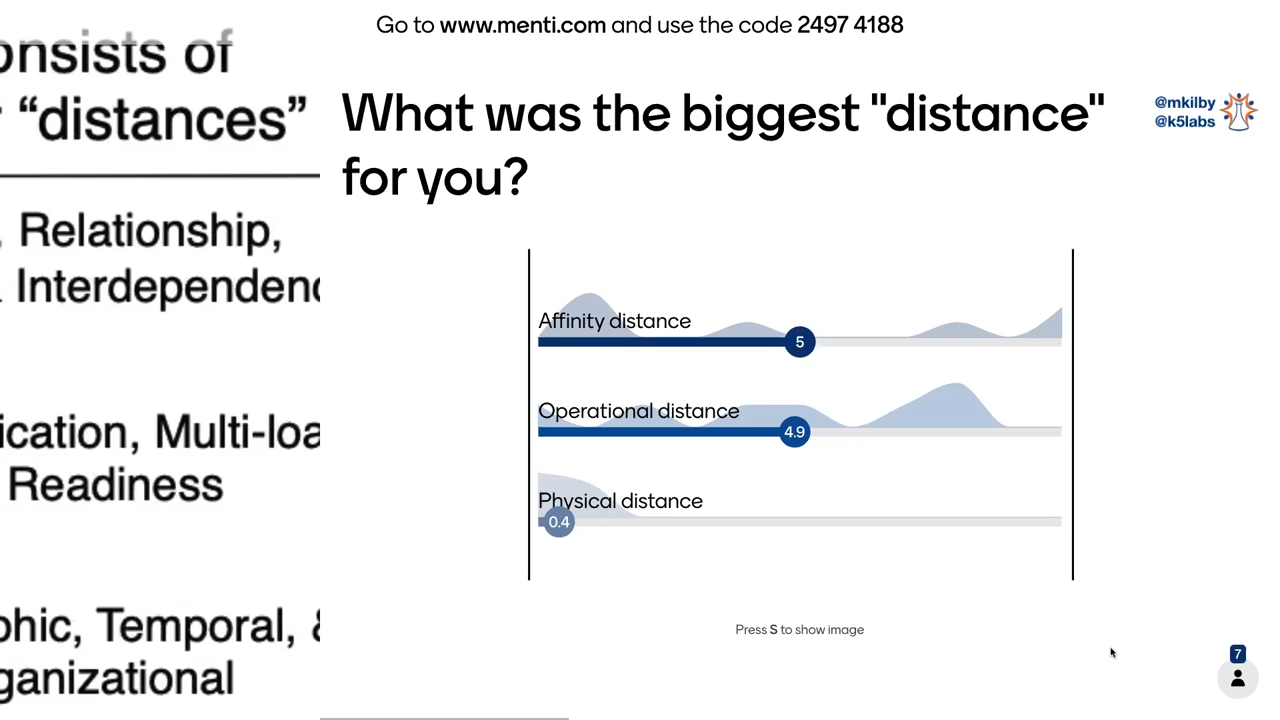 Go to www.menti.com and use the code 2497 4188
onsists of
“distances”
, Relationship,
Interdependenc
ication, Multi-loa
Readiness
phic, Temporal, &
ganizational
What was the biggest "distance"
for you?
@mkilby
@k5labs
Affinity distance
5
Operational distance
4.9
Physical distance
0.4
Press S to show image
7